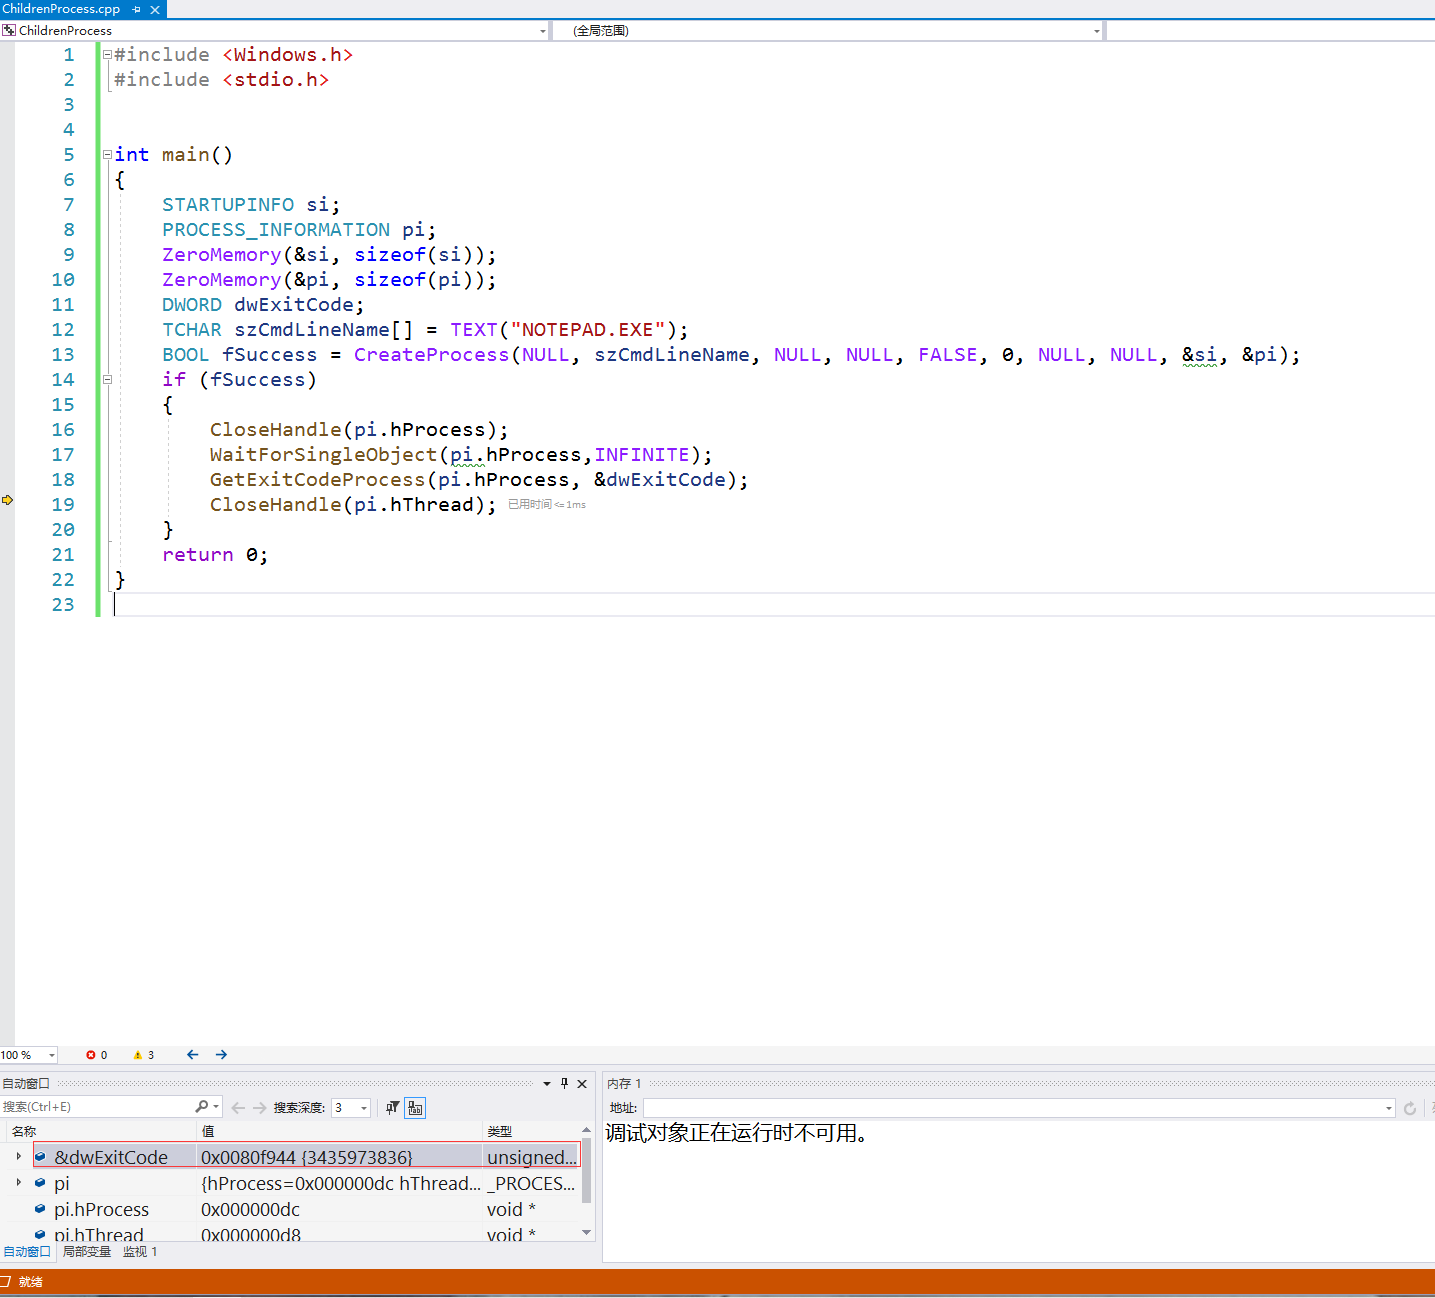 ChildrenProcess.cpp
ChildrenProcess
(全局范围)
1 #include <Windows.h>
2 #include <stdio.h>
3
4
5 int main()
6 {
7 STARTUPINFO si;
8 PROCESS_INFORMATION pi;
9 ZeroMemory(&si, sizeof(si));
10 ZeroMemory(&pi, sizeof(pi));
11 DWORD dwExitCode;
12 TCHAR szCmdLineName[] = TEXT("NOTEPAD.EXE");
13 BOOL fSuccess = CreateProcess(NULL, szCmdLineName, NULL, NULL, FALSE, 0, NULL, NULL, &si, &pi);
14 if (fSuccess)
15 {
16 CloseHandle(pi.hProcess);
17 WaitForSingleObject(pi.hProcess,INFINITE);
18 GetExitCodeProcess(pi.hProcess, &dwExitCode);
19 CloseHandle(pi.hThread); 已用时间<=1ms
20 }
21 return 0;
22 }
23
100 % 0 3
自动窗口
搜索(Ctrl+E) 搜索深度: 3
名称 值 类型
&dwExitCode 0x0080f944 {3435973836} unsigned...
pi {hProcess=0x000000dc hThread... _PROCES...
pi.hProcess 0x000000dc void *
pi.hThread 0x000000d8 void *
自动窗口 局部变量 监视 1
内存 1
地址:
调试对象正在运行时不可用。
就绪